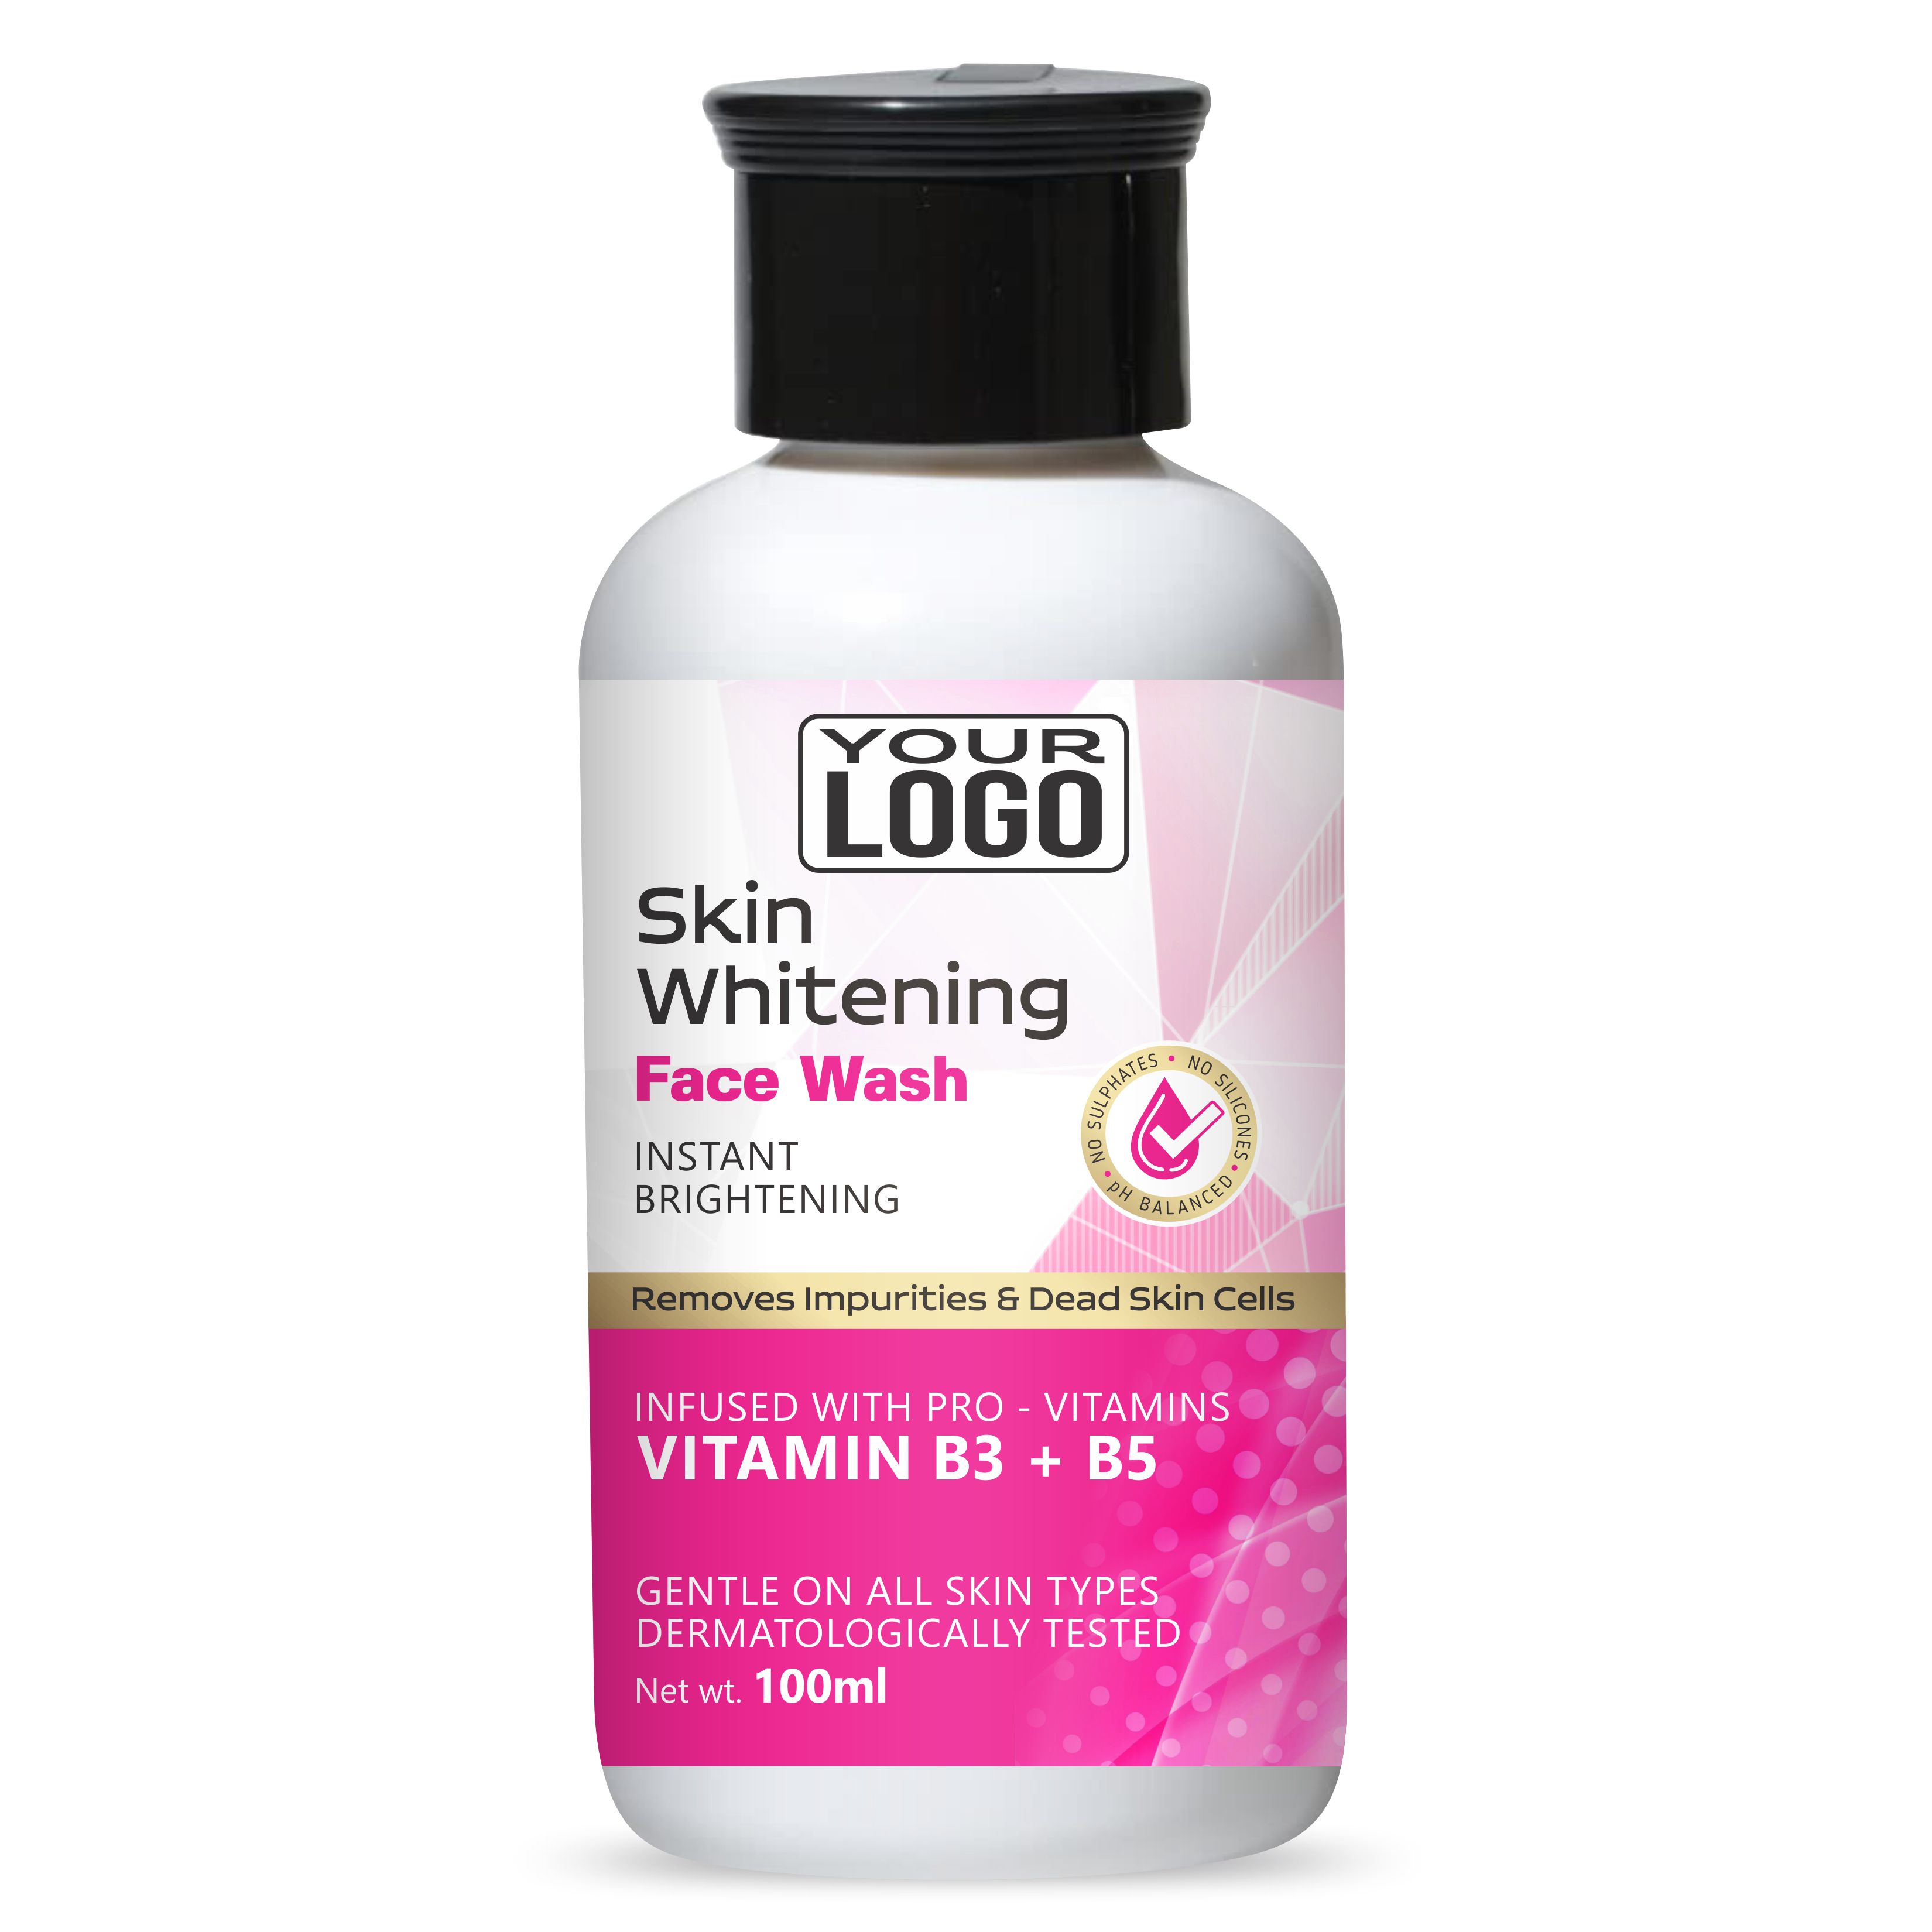 YOUR
LOGO
Skin
Whitening
Face Wash
INSTANT
BRIGHTENING
NO SULPHATES • NO SILICONES • pH BALANCED •
Removes Impurities & Dead Skin Cells
INFUSED WITH PRO - VITAMINS
VITAMIN B3 + B5
GENTLE ON ALL SKIN TYPES
DERMATOLOGICALLY TESTED
Net wt. 100ml